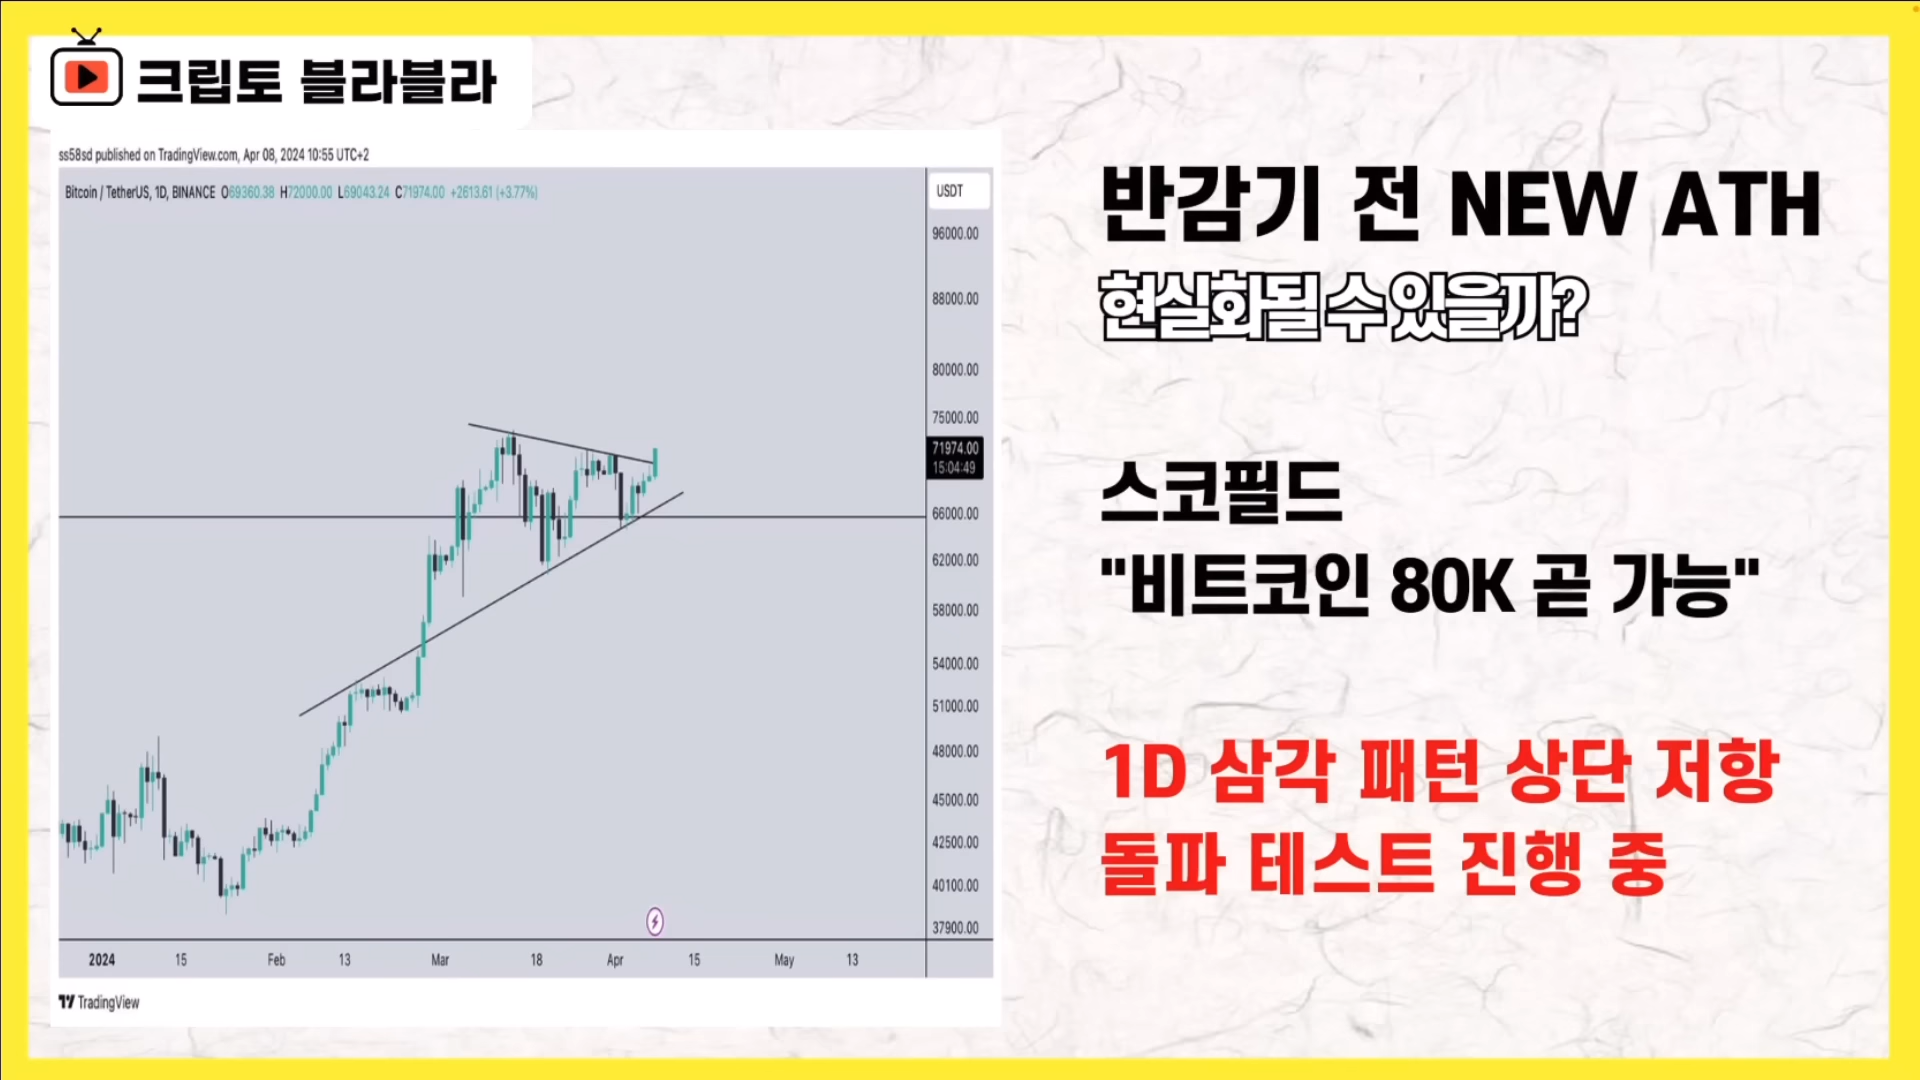 크립토 블라블라
ss58sd published on TradingView.com, Apr 08, 2024 10:55 UTC+2
Bitcoin / TetherUS, 1D, BINANCE O69360.38 H72000.00 L69043.24 C71974.00 +2613.61 (+3.77%)
USDT
96000.00
88000.00
80000.00
75000.00
71974.00
15:04:49
66000.00
62000.00
58000.00
54000.00
51000.00
48000.00
45000.00
42500.00
40100.00
37900.00
2024 15 Feb 13 Mar 18 Apr 15 May 13
TradingView
반감기 전 NEW ATH
현실화될 수 있을까?
스코필드
"비트코인 80K 곧 가능"
1D 삼각 패턴 상단 저항
돌파 테스트 진행 중